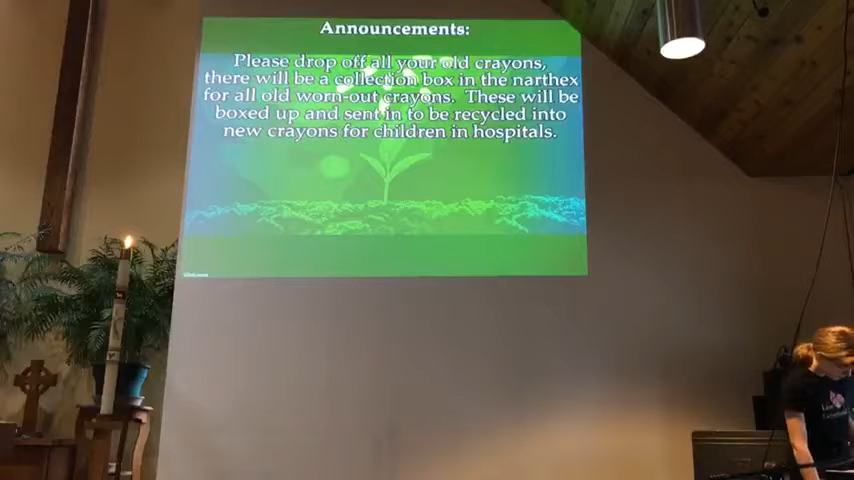 Announcements:
Please drop off all your old crayons,
there will be a collection box in the narthex
for all old worn-out crayons. These will be
boxed up and sent in to be recycled into
new crayons for children in hospitals.